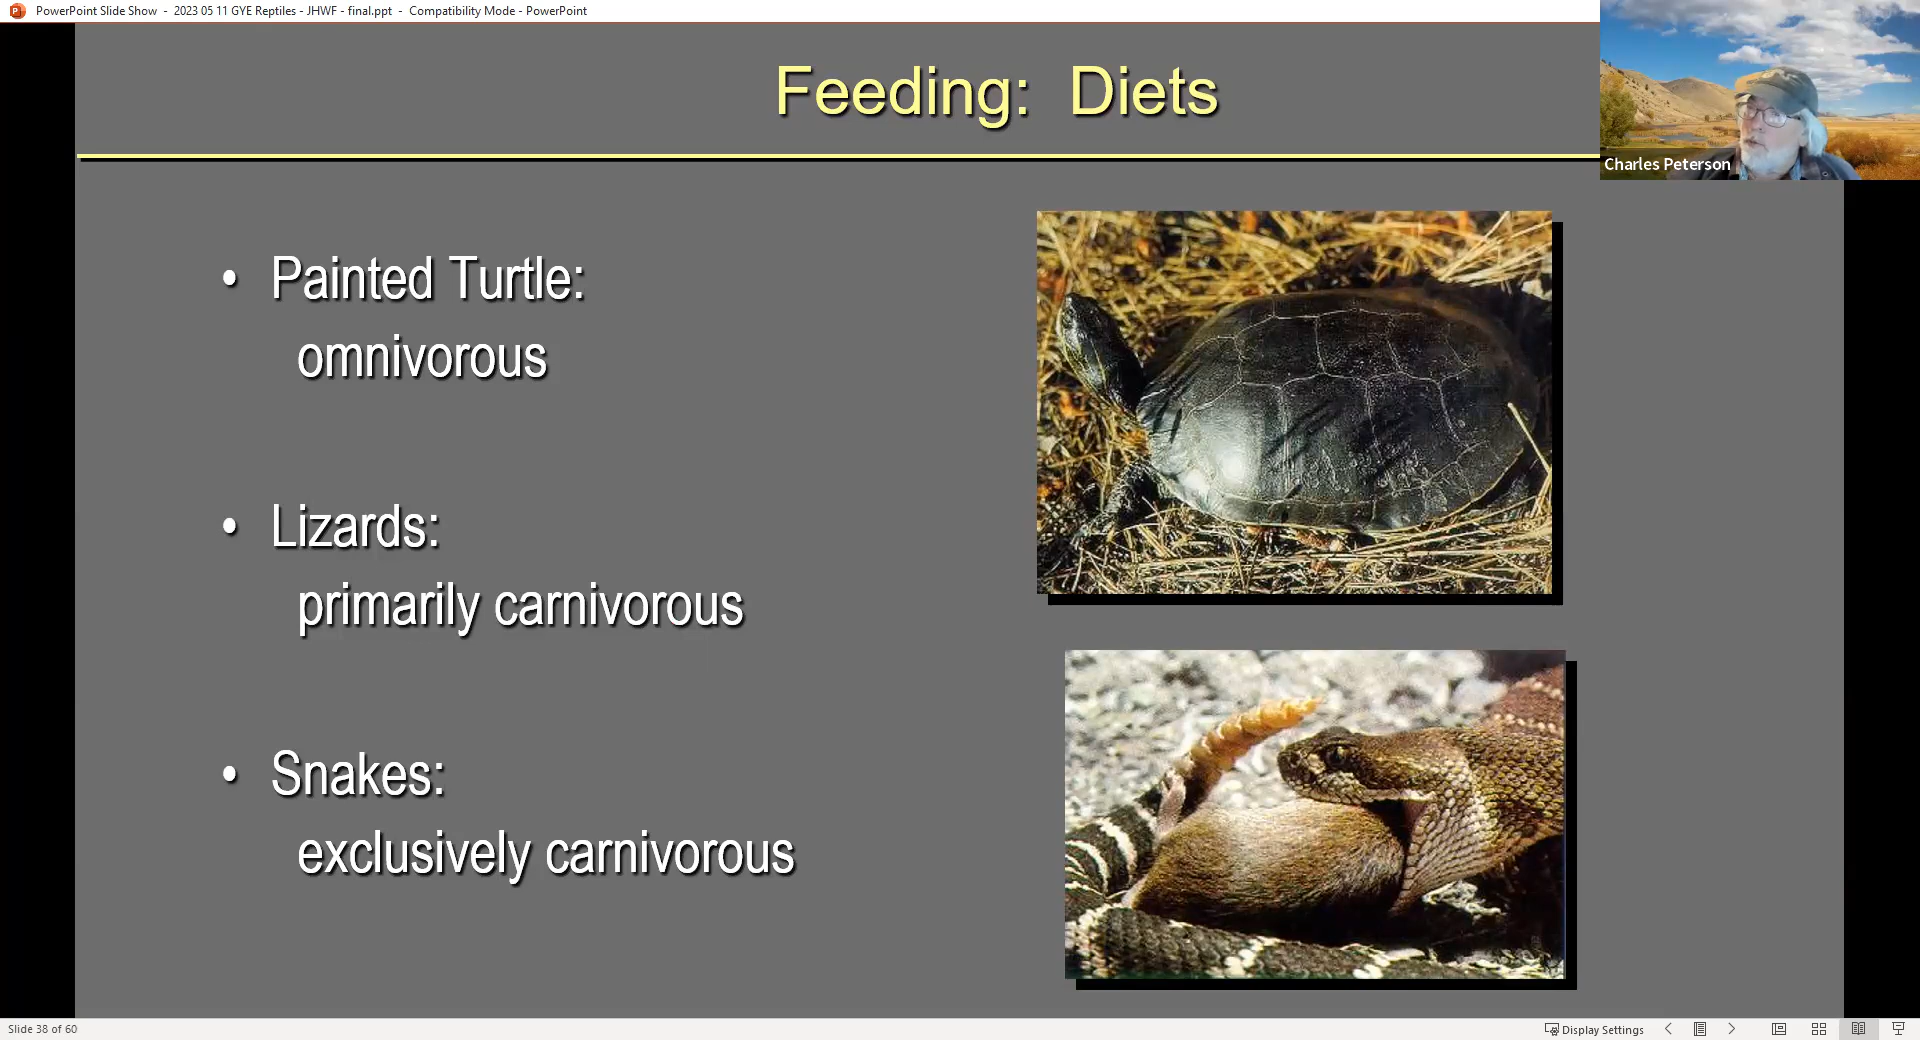 PowerPoint Slide Show - 2023 05 11 GYE Reptiles - JHWF - final.ppt - Compatibility Mode - PowerPoint
Feeding: Diets
Charles Peterson
• Painted Turtle:
omnivorous
• Lizards:
primarily carnivorous
• Snakes:
exclusively carnivorous
Slide 38 of 60
Display Settings